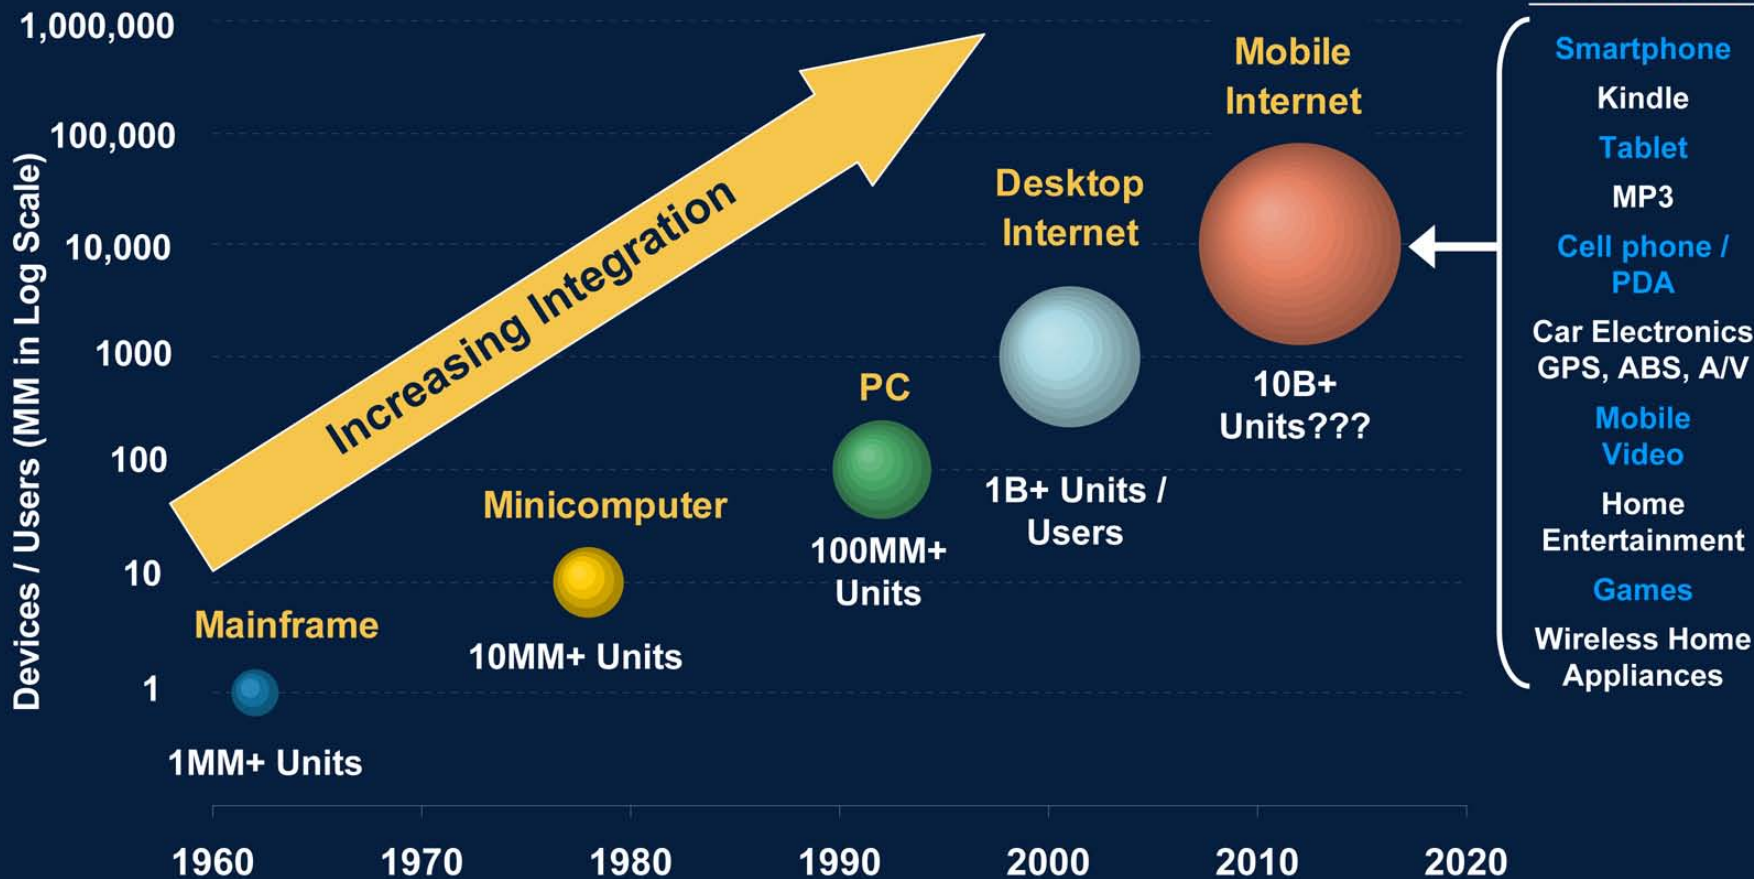 Devices / Users (MM in Log Scale)
1,000,000
100,000
10,000
1000
100
10
1
Increasing Integration
Mainframe
1MM+ Units
Minicomputer
10MM+ Units
PC
100MM+
Units
Desktop
Internet
1B+ Units /
Users
Mobile
Internet
10B+
Units???
Smartphone
Kindle
Tablet
MP3
Cell phone /
PDA
Car Electronics
GPS, ABS, A/V
Mobile
Video
Home
Entertainment
Games
Wireless Home
Appliances
1960
1970
1980
1990
2000
2010
2020